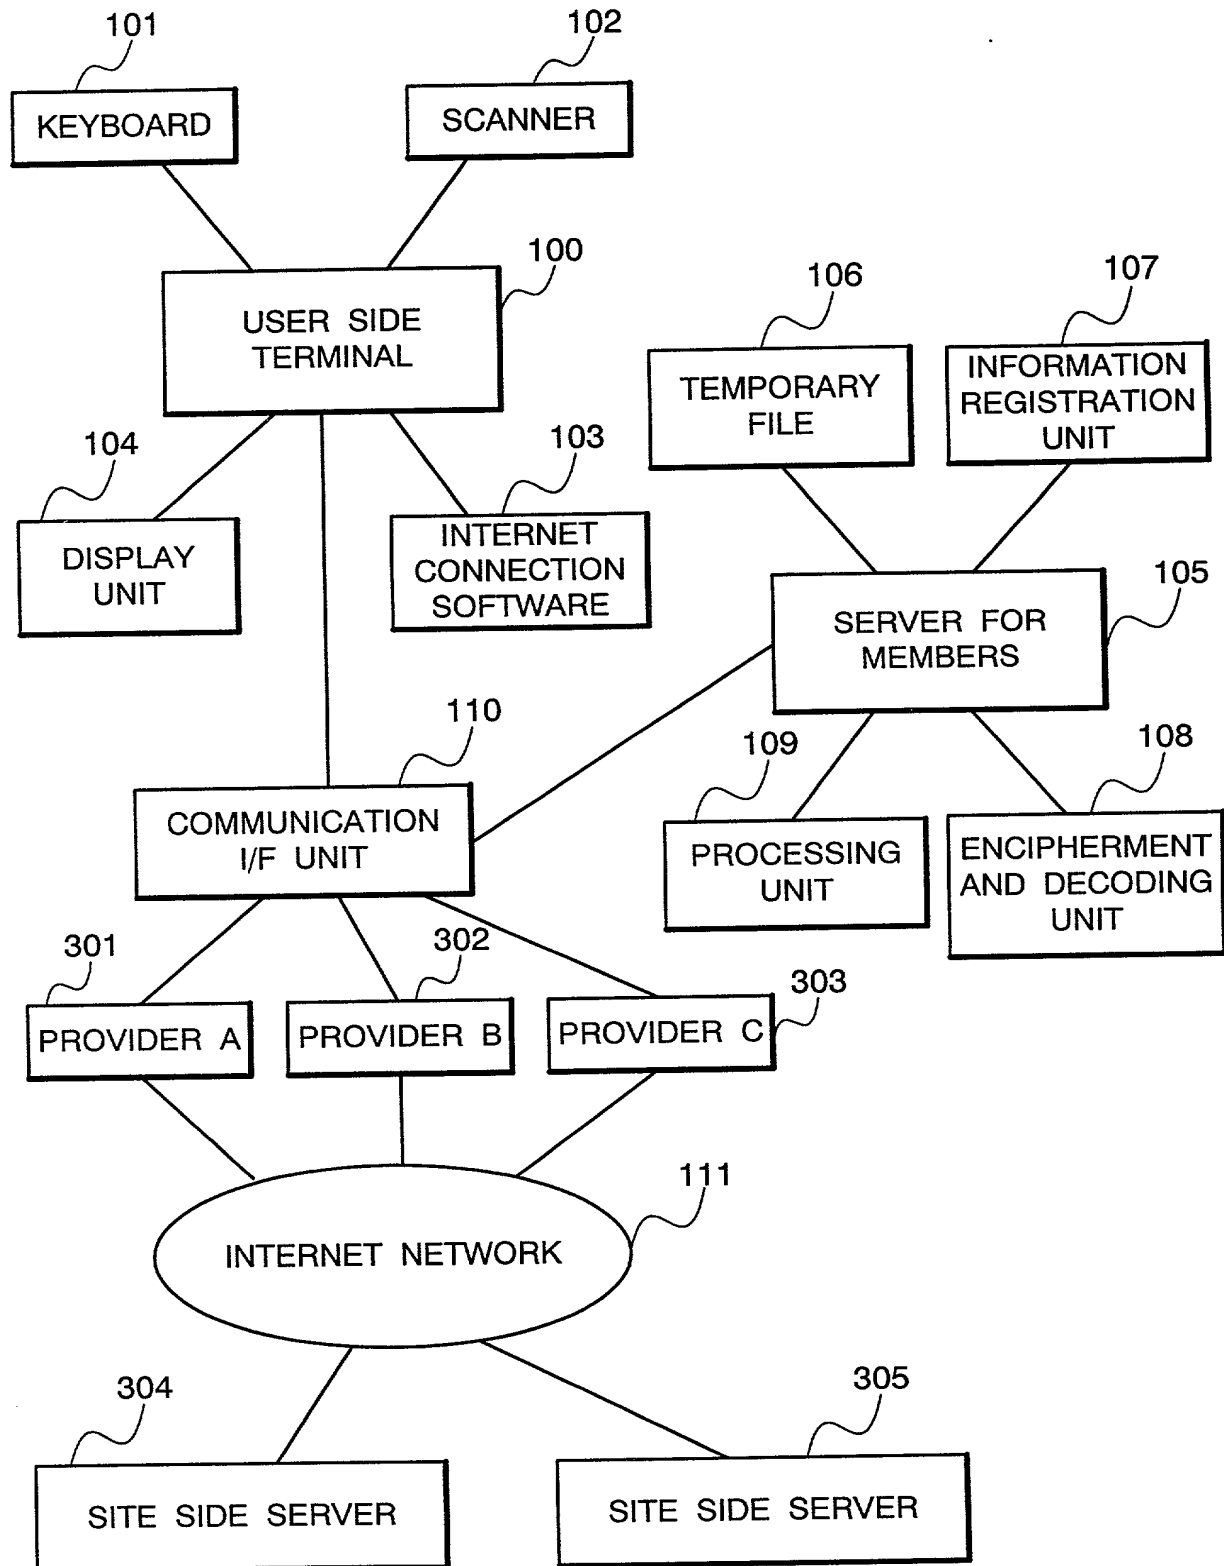 101
102
KEYBOARD
SCANNER
100
USER SIDE
TERMINAL
106
107
TEMPORARY
FILE
INFORMATION
REGISTRATION
UNIT
104
103
DISPLAY
UNIT
INTERNET
CONNECTION
SOFTWARE
105
SERVER FOR
MEMBERS
110
109
108
COMMUNICATION
I/F UNIT
PROCESSING
UNIT
ENCIPHERMENT
AND DECODING
UNIT
301
302
303
PROVIDER A
PROVIDER B
PROVIDER C
111
INTERNET NETWORK
304
305
SITE SIDE SERVER
SITE SIDE SERVER